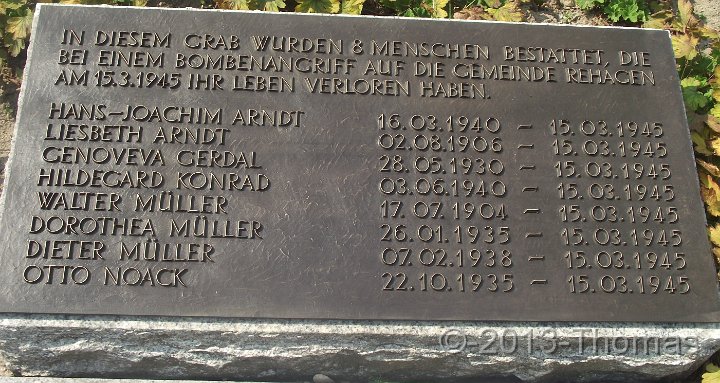 IN DIESEM GRAB WURDEN 8 MENSCHEN BESTATTET, DIE
BEI EINEM BOMBENANGRIFF AUF DIE GEMEINDE REHAGEN
AM 15.3.1945 IHR LEBEN VERLOREN HABEN.
HANS-JOACHIM ARNDT 16.03.1940 - 15.03.1945
LIESBETH ARNDT 02.08.1906 - 15.03.1945
GENOVEVA GERDAL 28.05.1930 - 15.03.1945
HILDEGARD KONRAD 03.06.1940 - 15.03.1945
WALTER MÜLLER 17.07.1904 - 15.03.1945
DOROTHEA MÜLLER 26.01.1935 - 15.03.1945
DIETER MÜLLER 07.02.1938 - 15.03.1945
OTTO NOACK 22.10.1935 - 15.03.1945
©-2013-Thomas